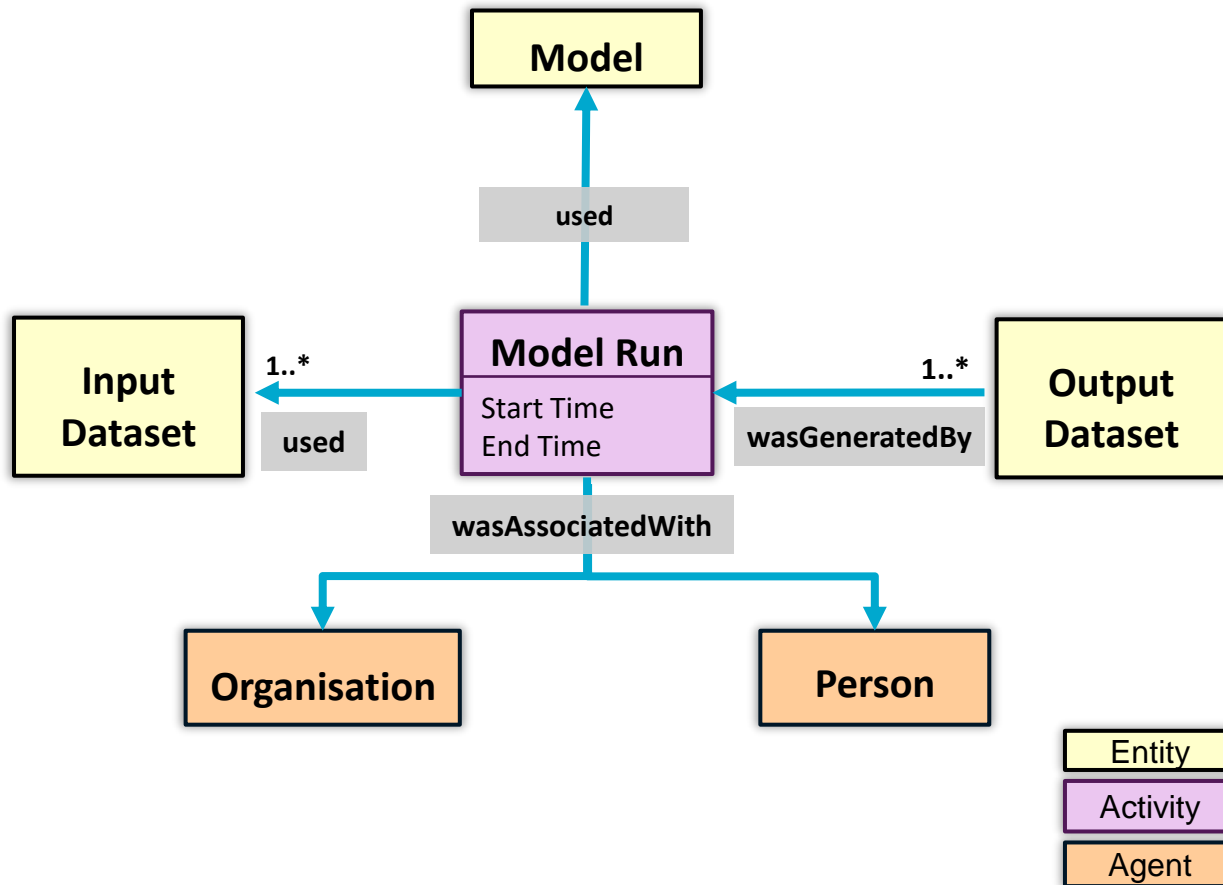 Model
used
Input
Dataset
1..*
used
Model Run
Start Time
End Time
1..*
wasGeneratedBy
Output
Dataset
wasAssociatedWith
Organisation
Person
Entity
Activity
Agent